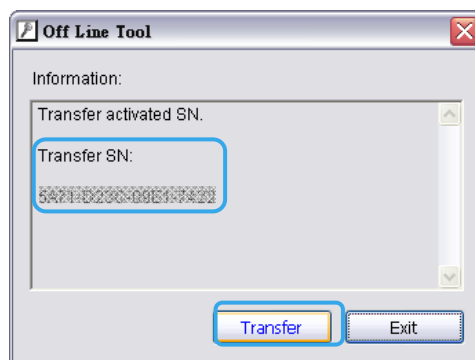 Off Line Tool
Information:
Transfer activated SN.
Transfer SN:
Transfer
Exit